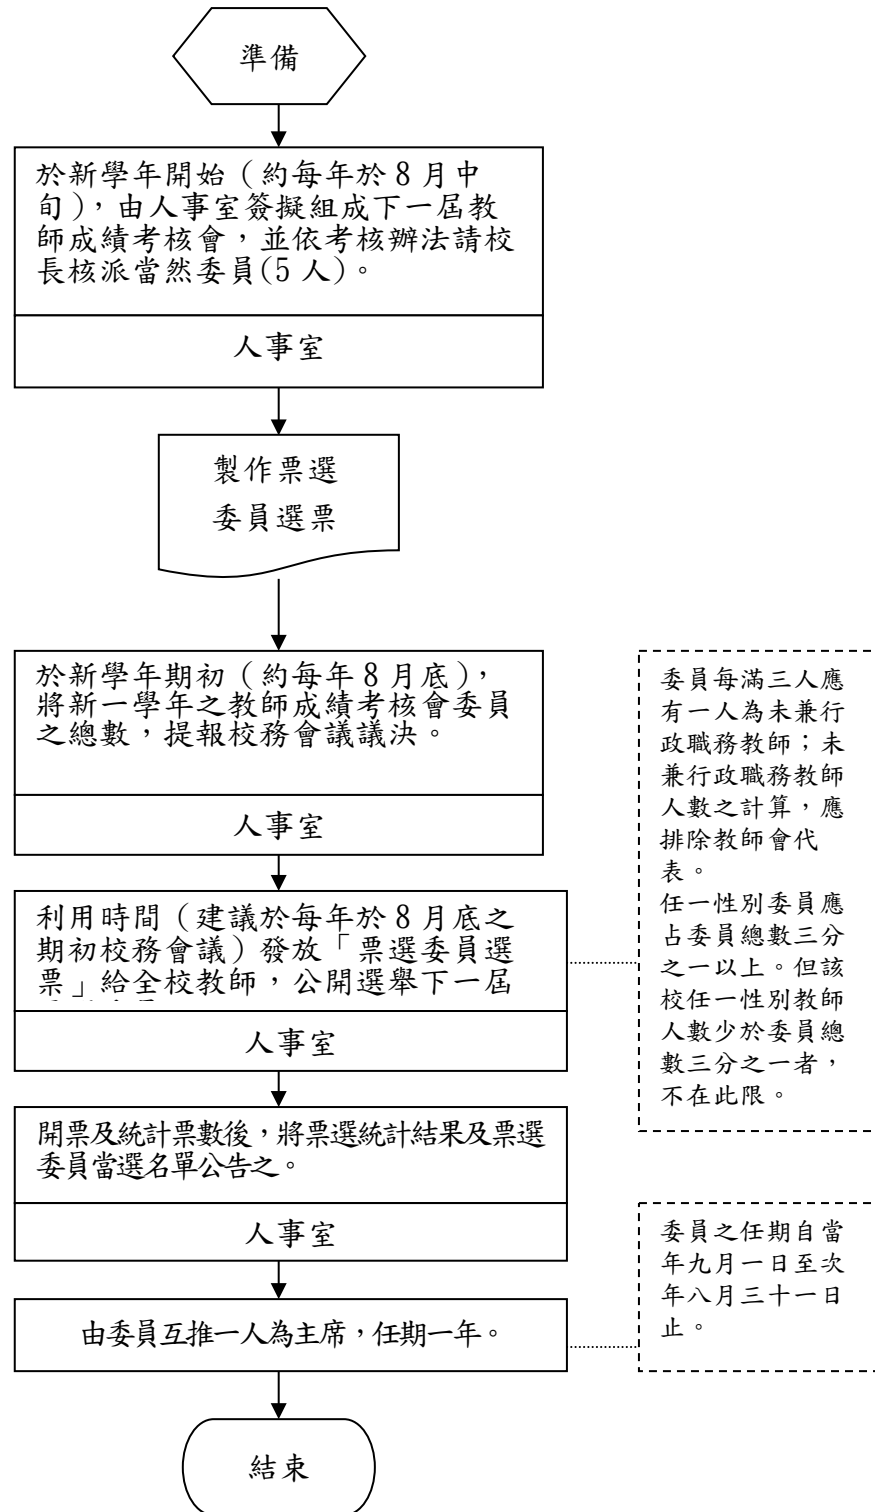 準備
於新學年開始（約每年於8月中
旬），由人事室簽擬組成下一屆教
師成績考核會，並依考核辦法請校
長核派當然委員(5人)。
人事室
製作票選
委員選票
於新學年期初（約每年8月底），
將新一學年之教師成績考核會委員
之總數，提報校務會議議決。
人事室
利用時間（建議於每年於8月底之
期初校務會議）發放「票選委員選
票」給全校教師，公開選舉下一屆
人事室
委員每滿三人應
有一人為未兼行
政職務教師；未
兼行政職務教師
人數之計算，應
排除教師會代
表。
任一性別委員應
占委員總數三分
之一以上。但該
校任一性別教師
人數少於委員總
數三分之一者，
不在此限。
開票及統計票數後，將票選統計結果及票選
委員當選名單公告之。
人事室
由委員互推一人為主席，任期一年。
委員之任期自當
年九月一日至次
年八月三十一日
止。
結束